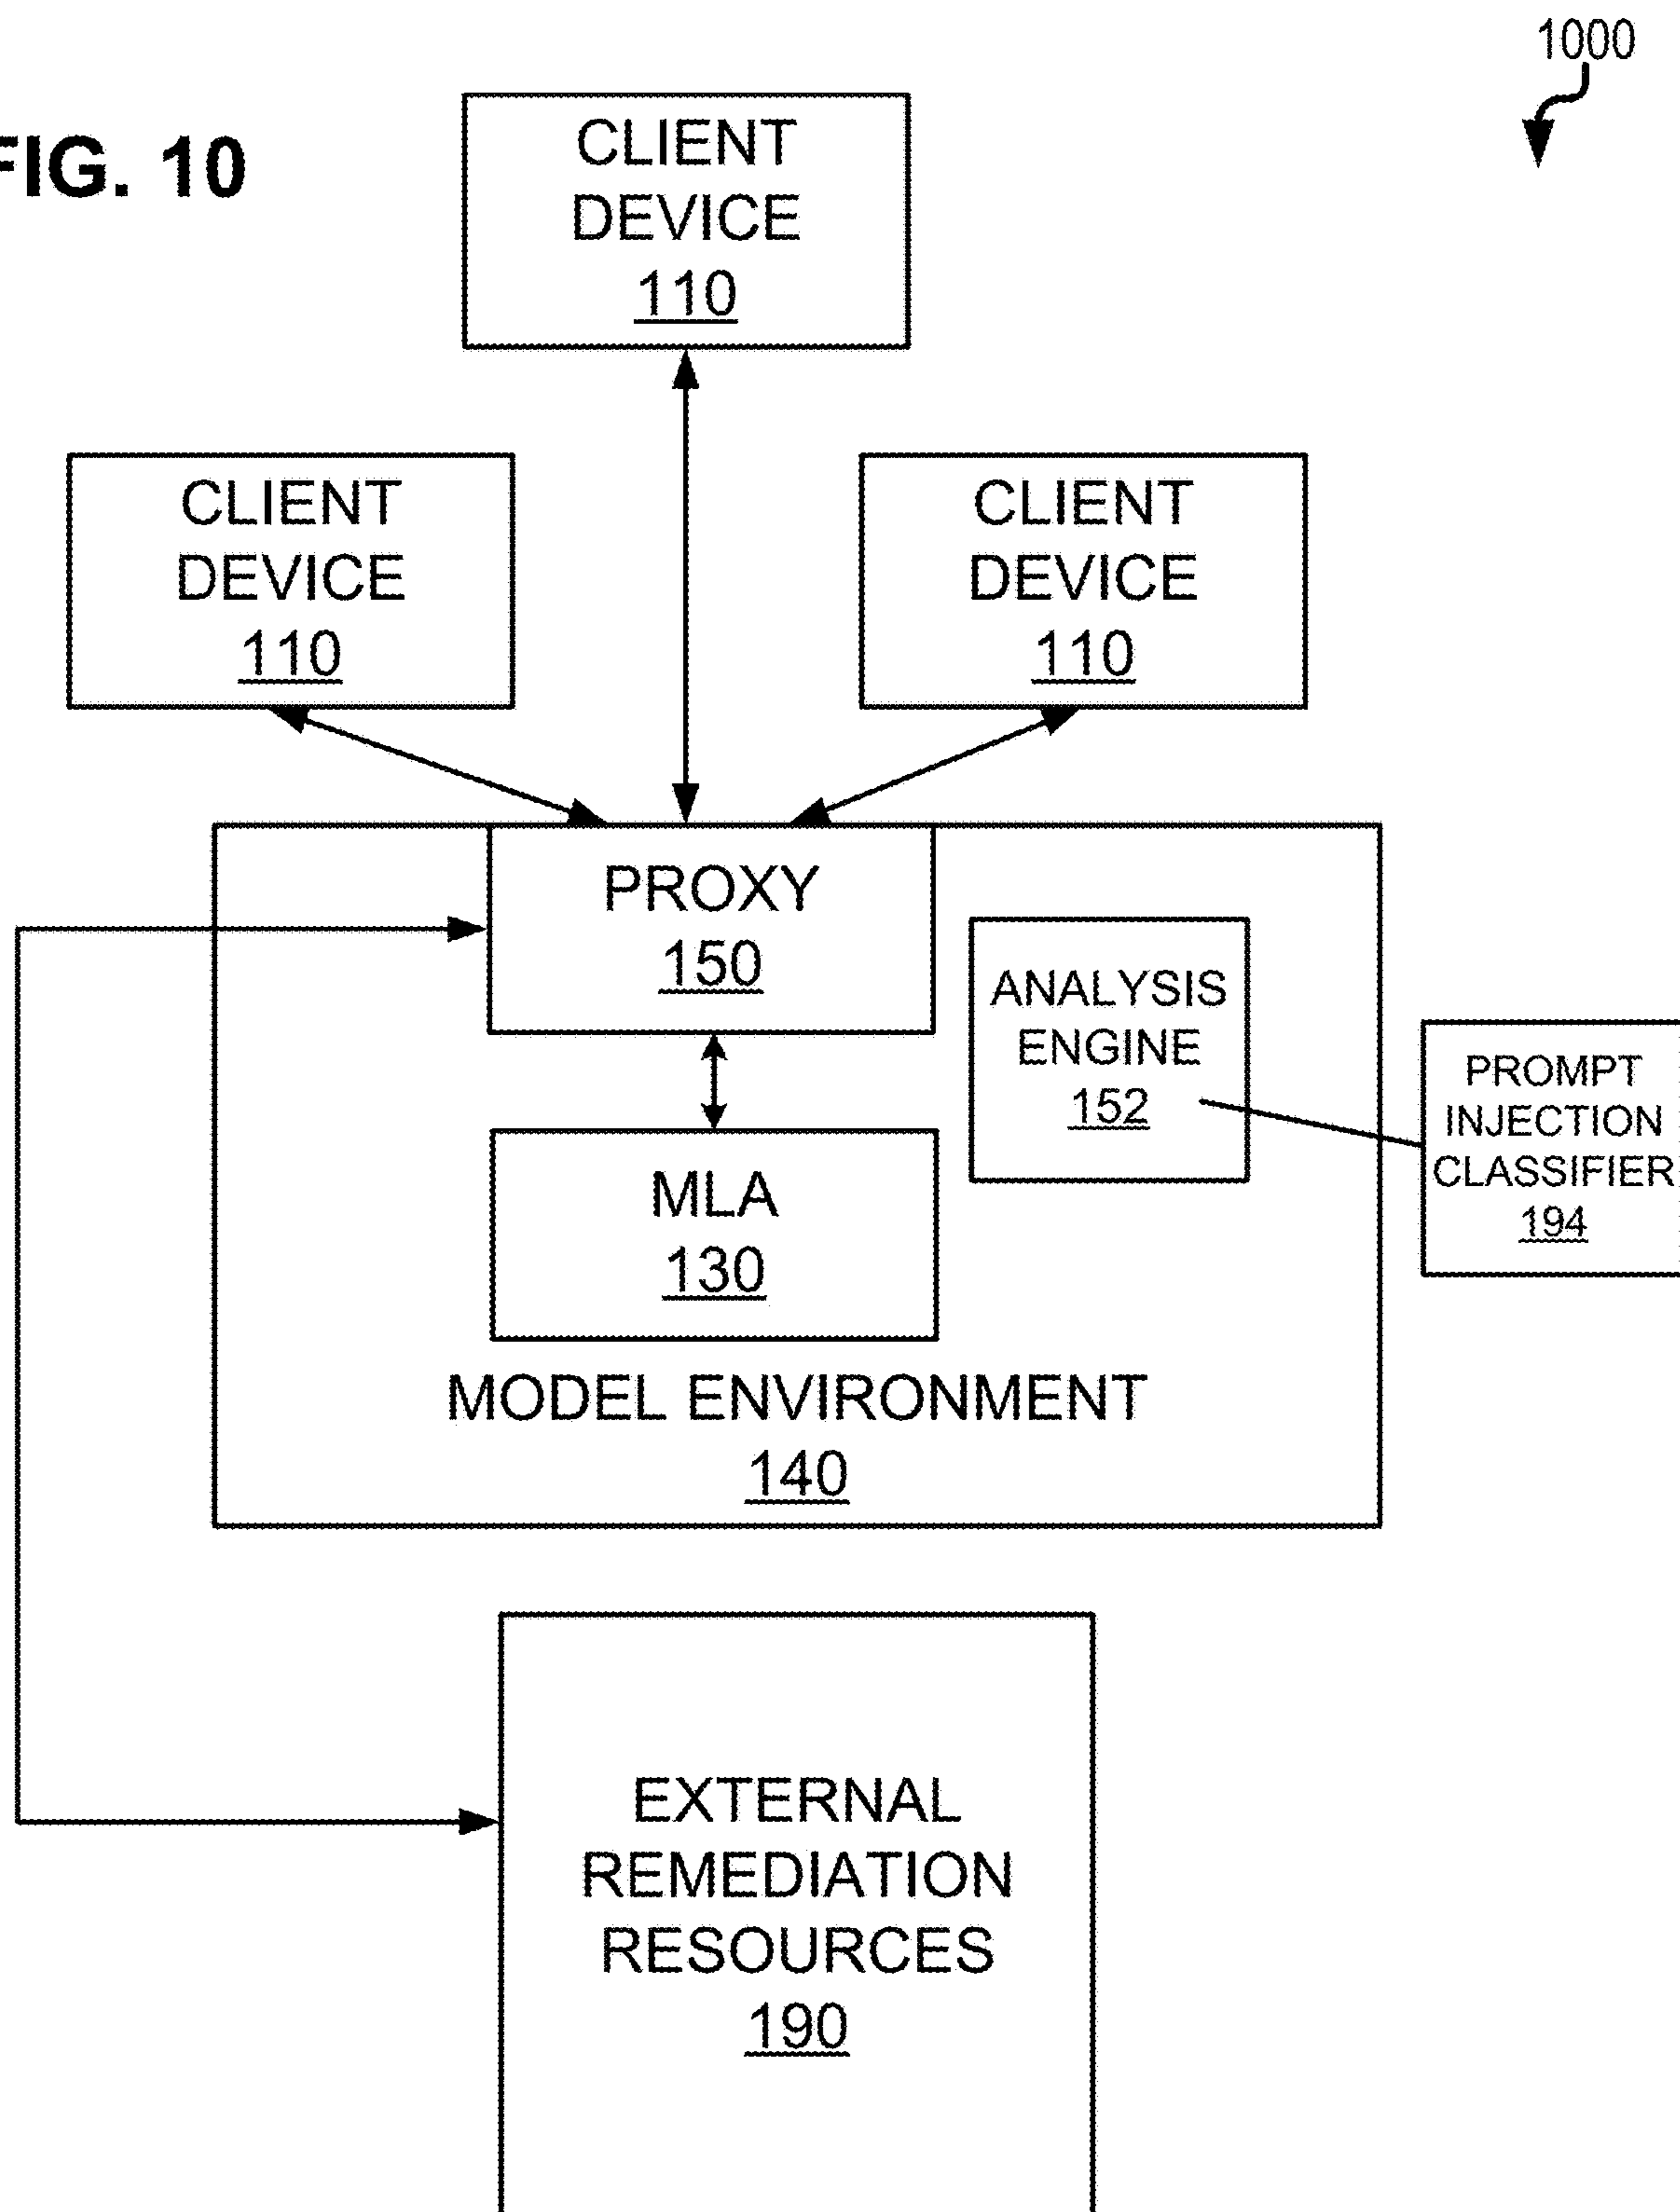 1000
FIG. 10
CLIENT
DEVICE
110
CLIENT
DEVICE
110
CLIENT
DEVICE
110
PROXY
150
ANALYSIS
ENGINE
152
PROMPT
INJECTION
CLASSIFIER
194
MLA
130
MODEL ENVIRONMENT
140
EXTERNAL
REMEDIATION
RESOURCES
190